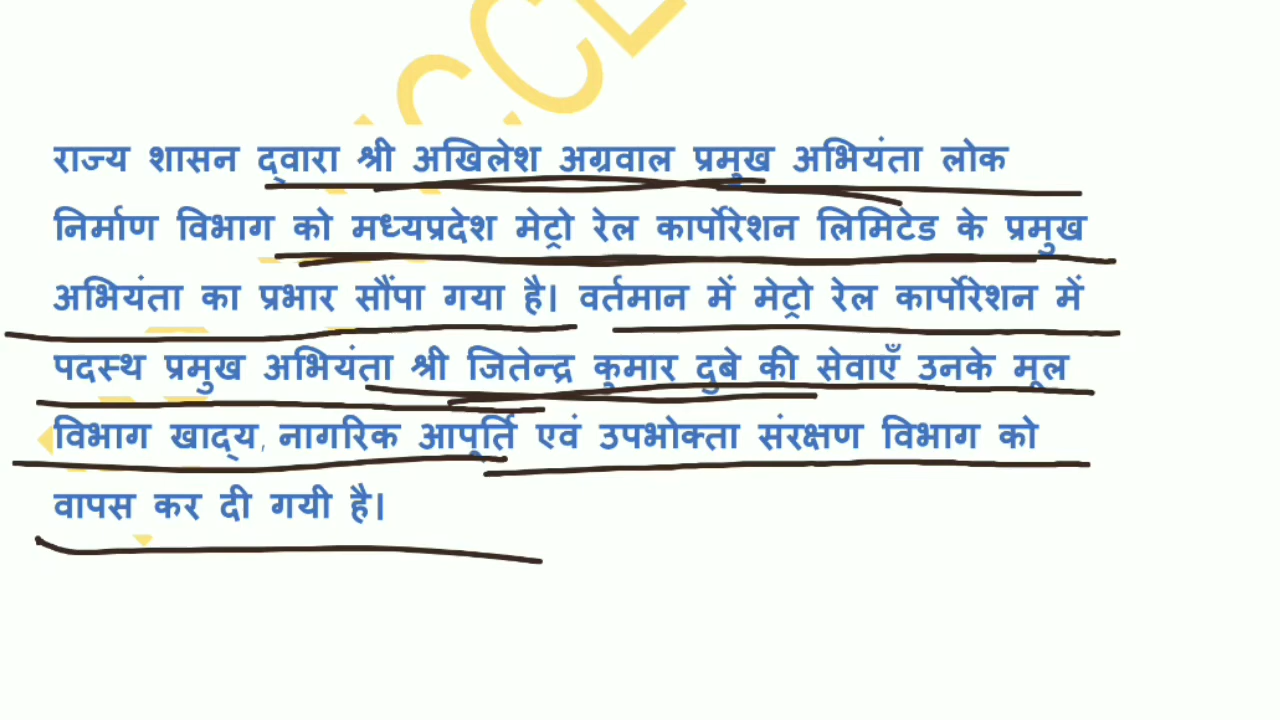 राज्य शासन द्वारा श्री अखिलेश अग्रवाल प्रमुख अभियंता लोक
निर्माण विभाग को मध्यप्रदेश मेट्रो रेल कार्पोरेशन लिमिटेड के प्रमुख
अभियंता का प्रभार सौंपा गया है। वर्तमान में मेट्रो रेल कार्पोरेशन में
पदस्थ प्रमुख अभियंता श्री जितेन्द्र कुमार दुबे की सेवाएँ उनके मूल
विभाग खाद्य, नागरिक आपूर्ति एवं उपभोक्ता संरक्षण विभाग को
वापस कर दी गयी है।